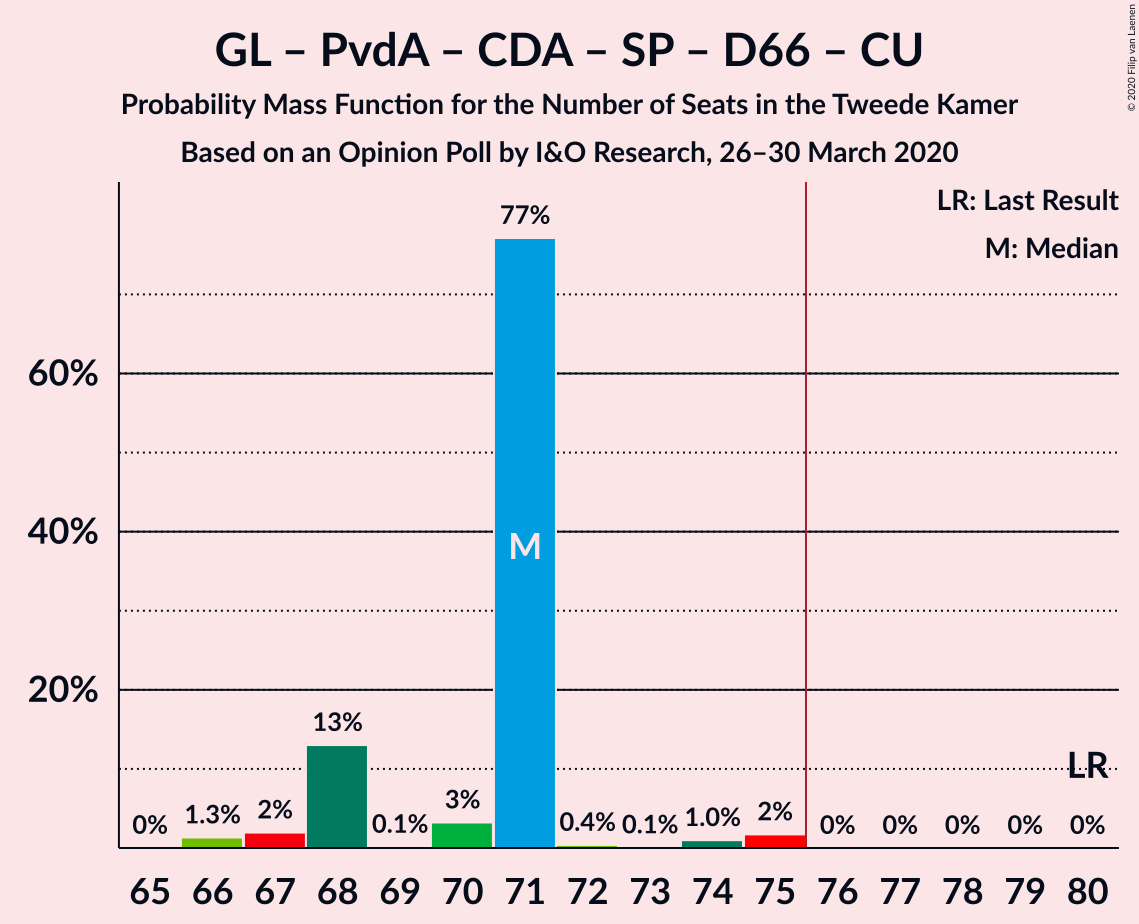 GL – PvdA – CDA – SP – D66 – CU
Probability Mass Function for the Number of Seats in the Tweede Kamer
Based on an Opinion Poll by I&O Research, 26–30 March 2020
© 2020 Filip van Laenen
LR: Last Result
M: Median
60%
40%
20%
0%
1.3%
2%
13%
0.1%
3%
77%
M
0.4%
0.1%
1.0%
2%
0%
0%
0%
0%
0%
LR
65 66 67 68 69 70 71 72 73 74 75 76 77 78 79 80